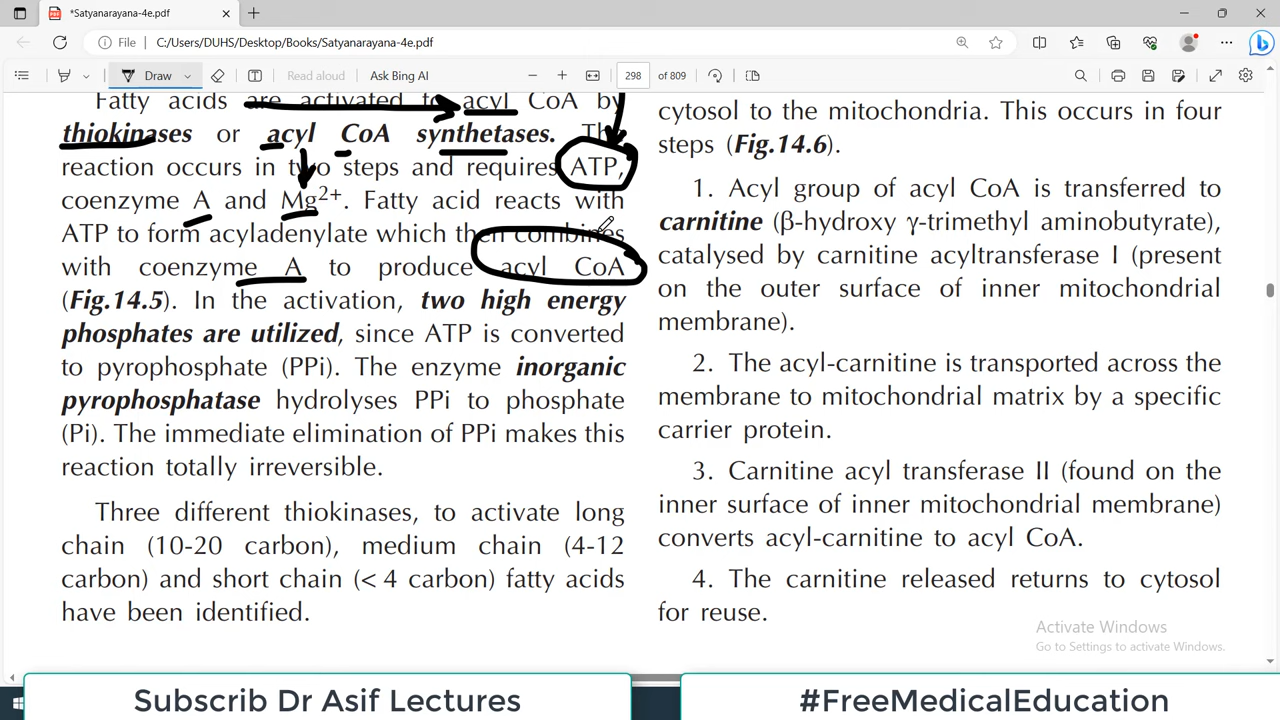 *Satyanarayana-4e.pdf
File
C:/Users/DUHS/Desktop/Books/Satyanarayana-4e.pdf
Draw
Read aloud
Ask Bing AI
298 of 809
Fatty acids are activated to acyl CoA by
thiokinases or acyl CoA synthetases. The
reaction occurs in two steps and requires ATP,
coenzyme A and Mg2+. Fatty acid reacts with
ATP to form acyladenylate which then combines
with coenzyme A to produce acyl CoA
(Fig.14.5). In the activation, two high energy
phosphates are utilized, since ATP is converted
to pyrophosphate (PPi). The enzyme inorganic
pyrophosphatase hydrolyses PPi to phosphate
(Pi). The immediate elimination of PPi makes this
reaction totally irreversible.
Three different thiokinases, to activate long
chain (10-20 carbon), medium chain (4-12
carbon) and short chain (< 4 carbon) fatty acids
have been identified.
cytosol to the mitochondria. This occurs in four
steps (Fig.14.6).
1. Acyl group of acyl CoA is transferred to
carnitine (β-hydroxy γ-trimethyl aminobutyrate),
catalysed by carnitine acyltransferase I (present
on the outer surface of inner mitochondrial
membrane).
2. The acyl-carnitine is transported across the
membrane to mitochondrial matrix by a specific
carrier protein.
3. Carnitine acyl transferase II (found on the
inner surface of inner mitochondrial membrane)
converts acyl-carnitine to acyl CoA.
4. The carnitine released returns to cytosol
for reuse.
Activate Windows
Go to Settings to activate Windows.
Subscrib Dr Asif Lectures
#FreeMedicalEducation